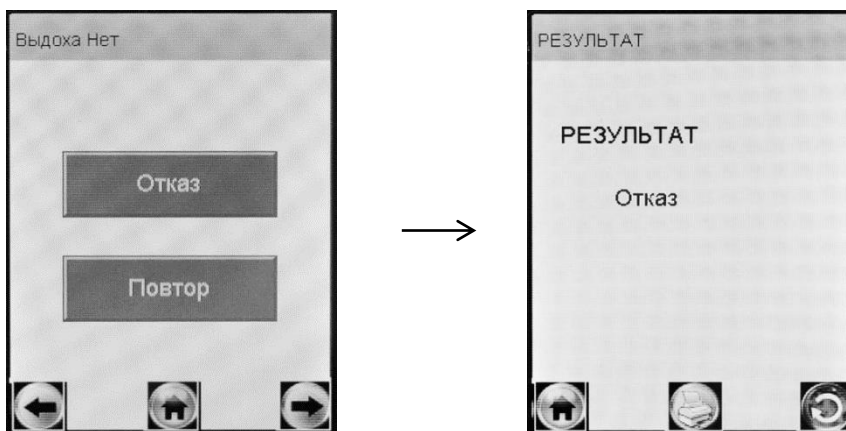 Выдоха Нет
Отказ
Повтор
РЕЗУЛЬТАТ
РЕЗУЛЬТАТ
Отказ